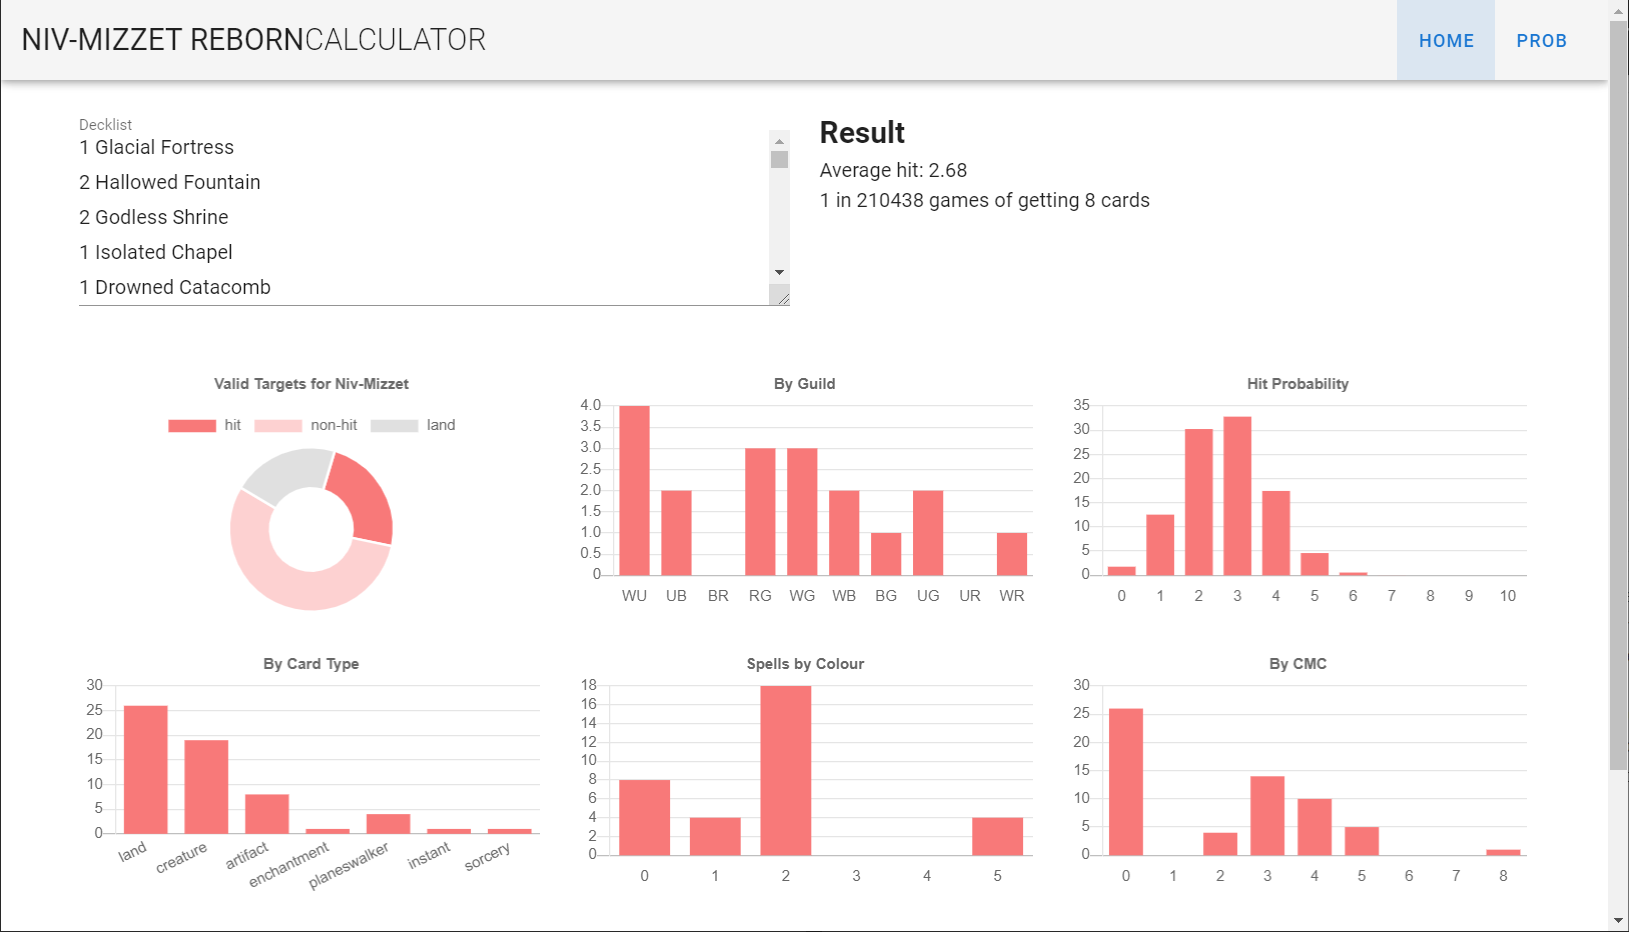 NIV-MIZZET REBORNCALCULATOR
HOME
PROB
Decklist
1 Glacial Fortress
2 Hallowed Fountain
2 Godless Shrine
1 Isolated Chapel
1 Drowned Catacomb
Result
Average hit: 2.68
1 in 210438 games of getting 8 cards
Valid Targets for Niv-Mizzet
hit non-hit land
By Guild
4.0
3.5
3.0
2.5
2.0
1.5
1.0
0.5
0
WU UB BR RG WG WB BG UG UR WR
Hit Probability
35
30
25
20
15
10
5
0
0 1 2 3 4 5 6 7 8 9 10
By Card Type
30
25
20
15
10
5
0
land creature artifact enchantment planeswalker instant sorcery
Spells by Colour
18
16
14
12
10
8
6
4
2
0
0 1 2 3 4 5
By CMC
30
25
20
15
10
5
0
0 1 2 3 4 5 6 7 8